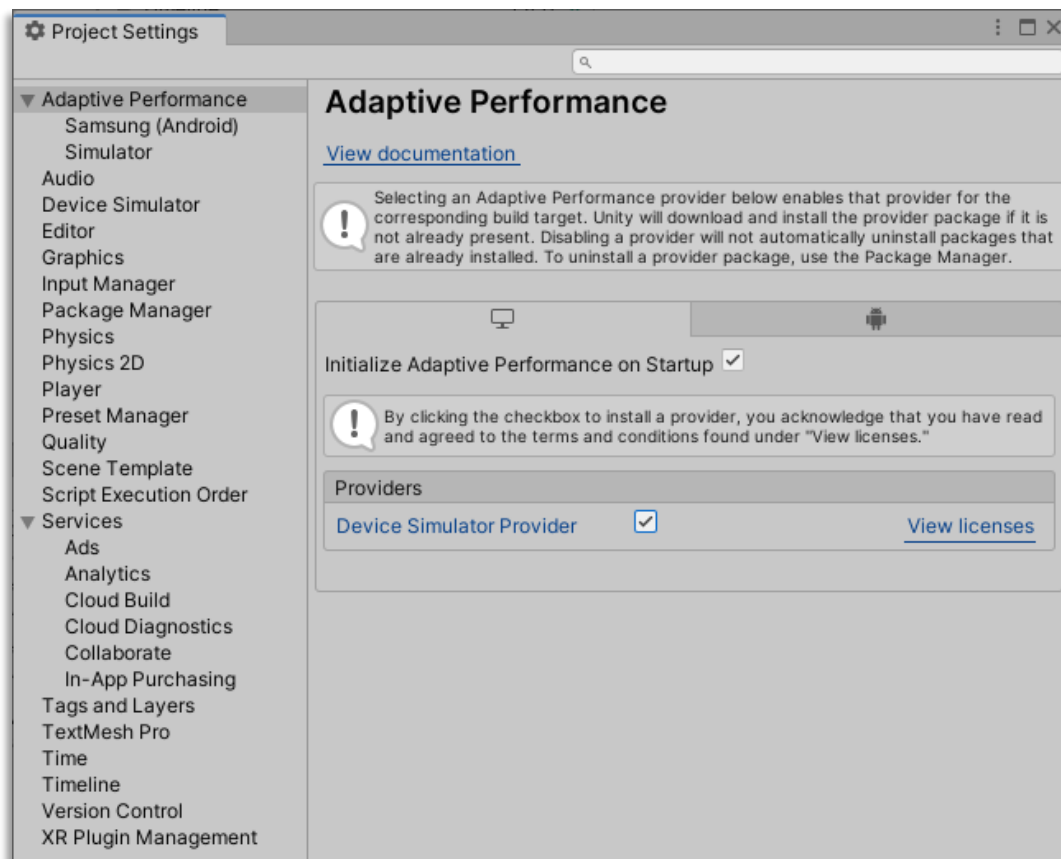 Project Settings
Adaptive Performance
Samsung (Android)
Simulator
Audio
Device Simulator
Editor
Graphics
Input Manager
Package Manager
Physics
Physics 2D
Player
Preset Manager
Quality
Scene Template
Script Execution Order
Services
Ads
Analytics
Cloud Build
Cloud Diagnostics
Collaborate
In-App Purchasing
Tags and Layers
TextMesh Pro
Time
Timeline
Version Control
XR Plugin Management
Adaptive Performance
View documentation
Selecting an Adaptive Performance provider below enables that provider for the
corresponding build target. Unity will download and install the provider package if it is
not already present. Disabling a provider will not automatically uninstall packages that
are already installed. To uninstall a provider package, use the Package Manager.
Initialize Adaptive Performance on Startup
By clicking the checkbox to install a provider, you acknowledge that you have read
and agreed to the terms and conditions found under "View licenses."
Providers
Device Simulator Provider
View licenses